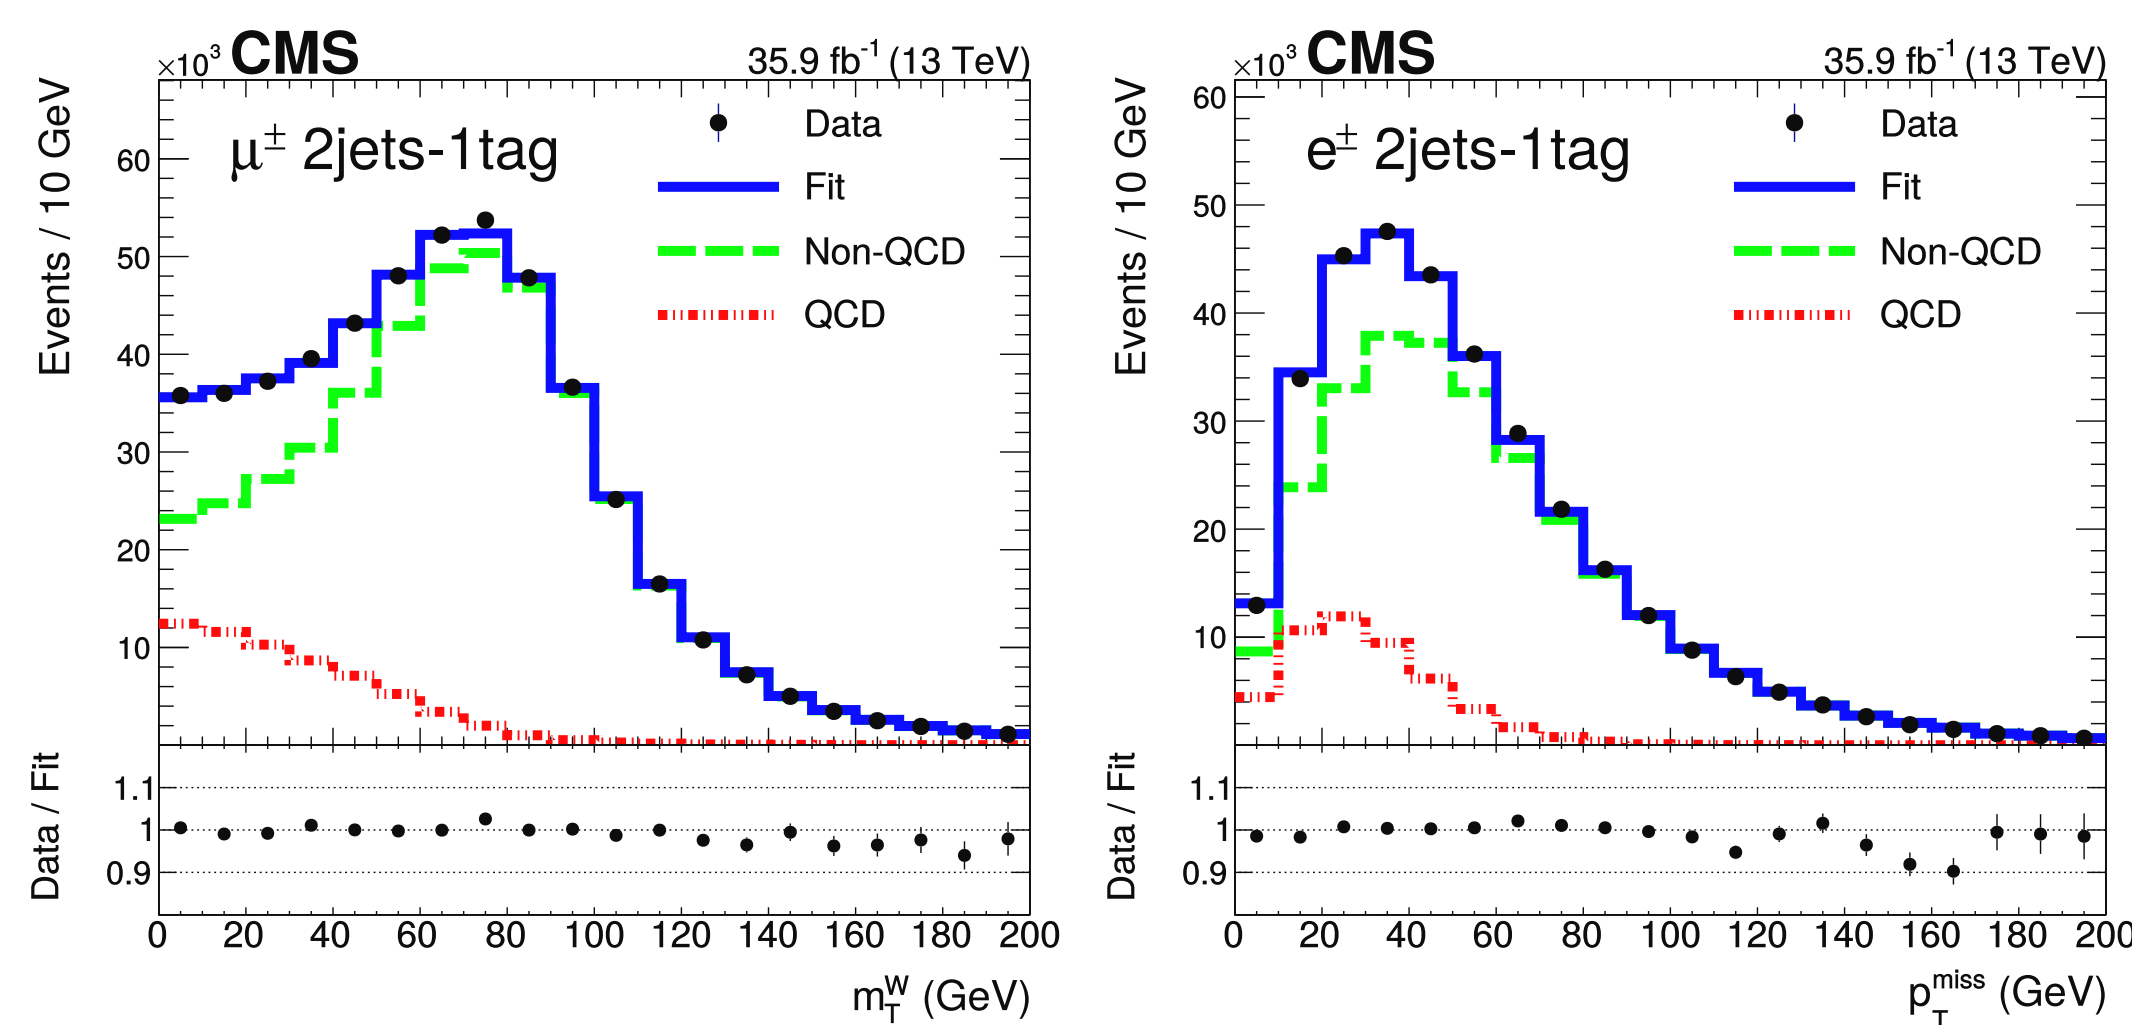 ×10³ CMS 35.9 fb⁻¹ (13 TeV)
Events / 10 GeV
μ± 2jets-1tag
Data
Fit
Non-QCD
QCD
60
50
40
30
20
10
Data / Fit
1.1
1
0.9
0 20 40 60 80 100 120 140 160 180 200
m_T^W (GeV)
×10³ CMS 35.9 fb⁻¹ (13 TeV)
Events / 10 GeV
e± 2jets-1tag
Data
Fit
Non-QCD
QCD
60
50
40
30
20
10
Data / Fit
1.1
1
0.9
0 20 40 60 80 100 120 140 160 180 200
p_T^miss (GeV)